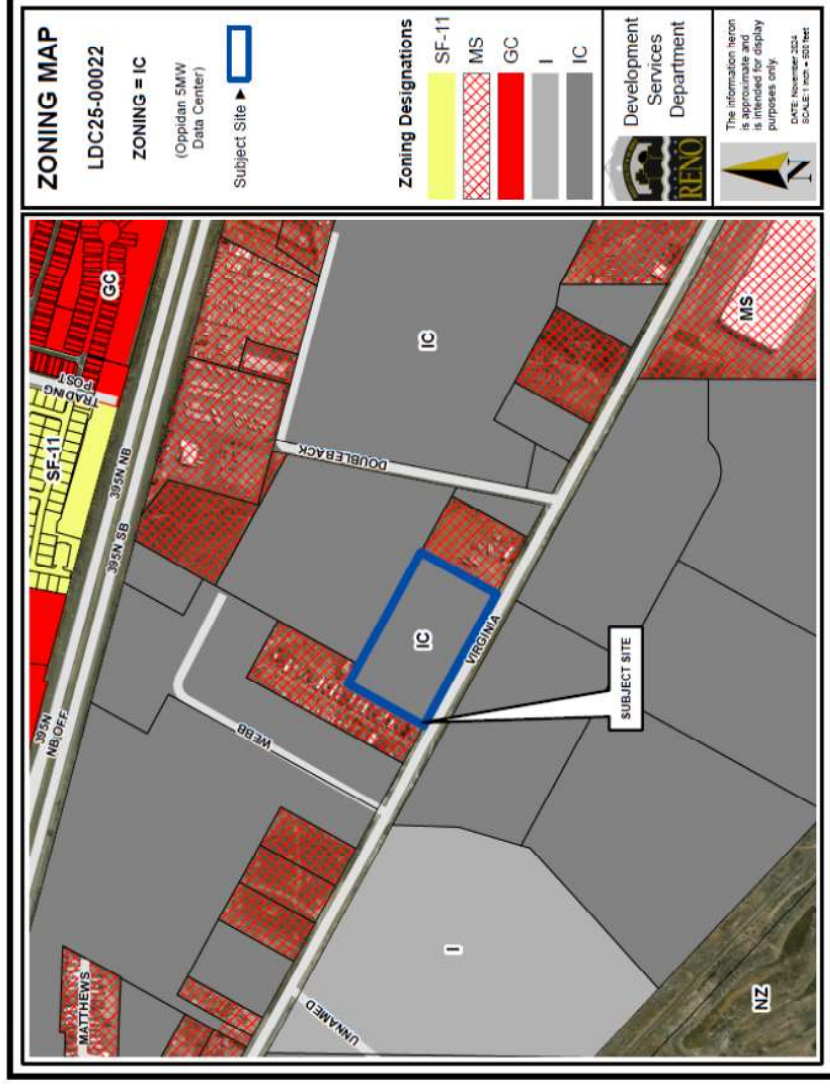 ZONING MAP
LDC25-00022
ZONING = IC
(Oppidan 5MW
Data Center)
Subject Site ►
Zoning Designations
SF-11
MS
GC
I
IC
RENO
Development
Services
Department
The information heron
is approximate and
is intended for display
purposes only.
DATE: November 2024
SCALE: 1 inch = 500 feet
N
MATTHEWS
395N
NB OFF
SF-11
TRADING
POST
GC
395N NB
395N SB
WEBB
DOUBLEBACK
IC
IC
VIRGINIA
UNNAMED
I
MS
SUBJECT SITE
NZ